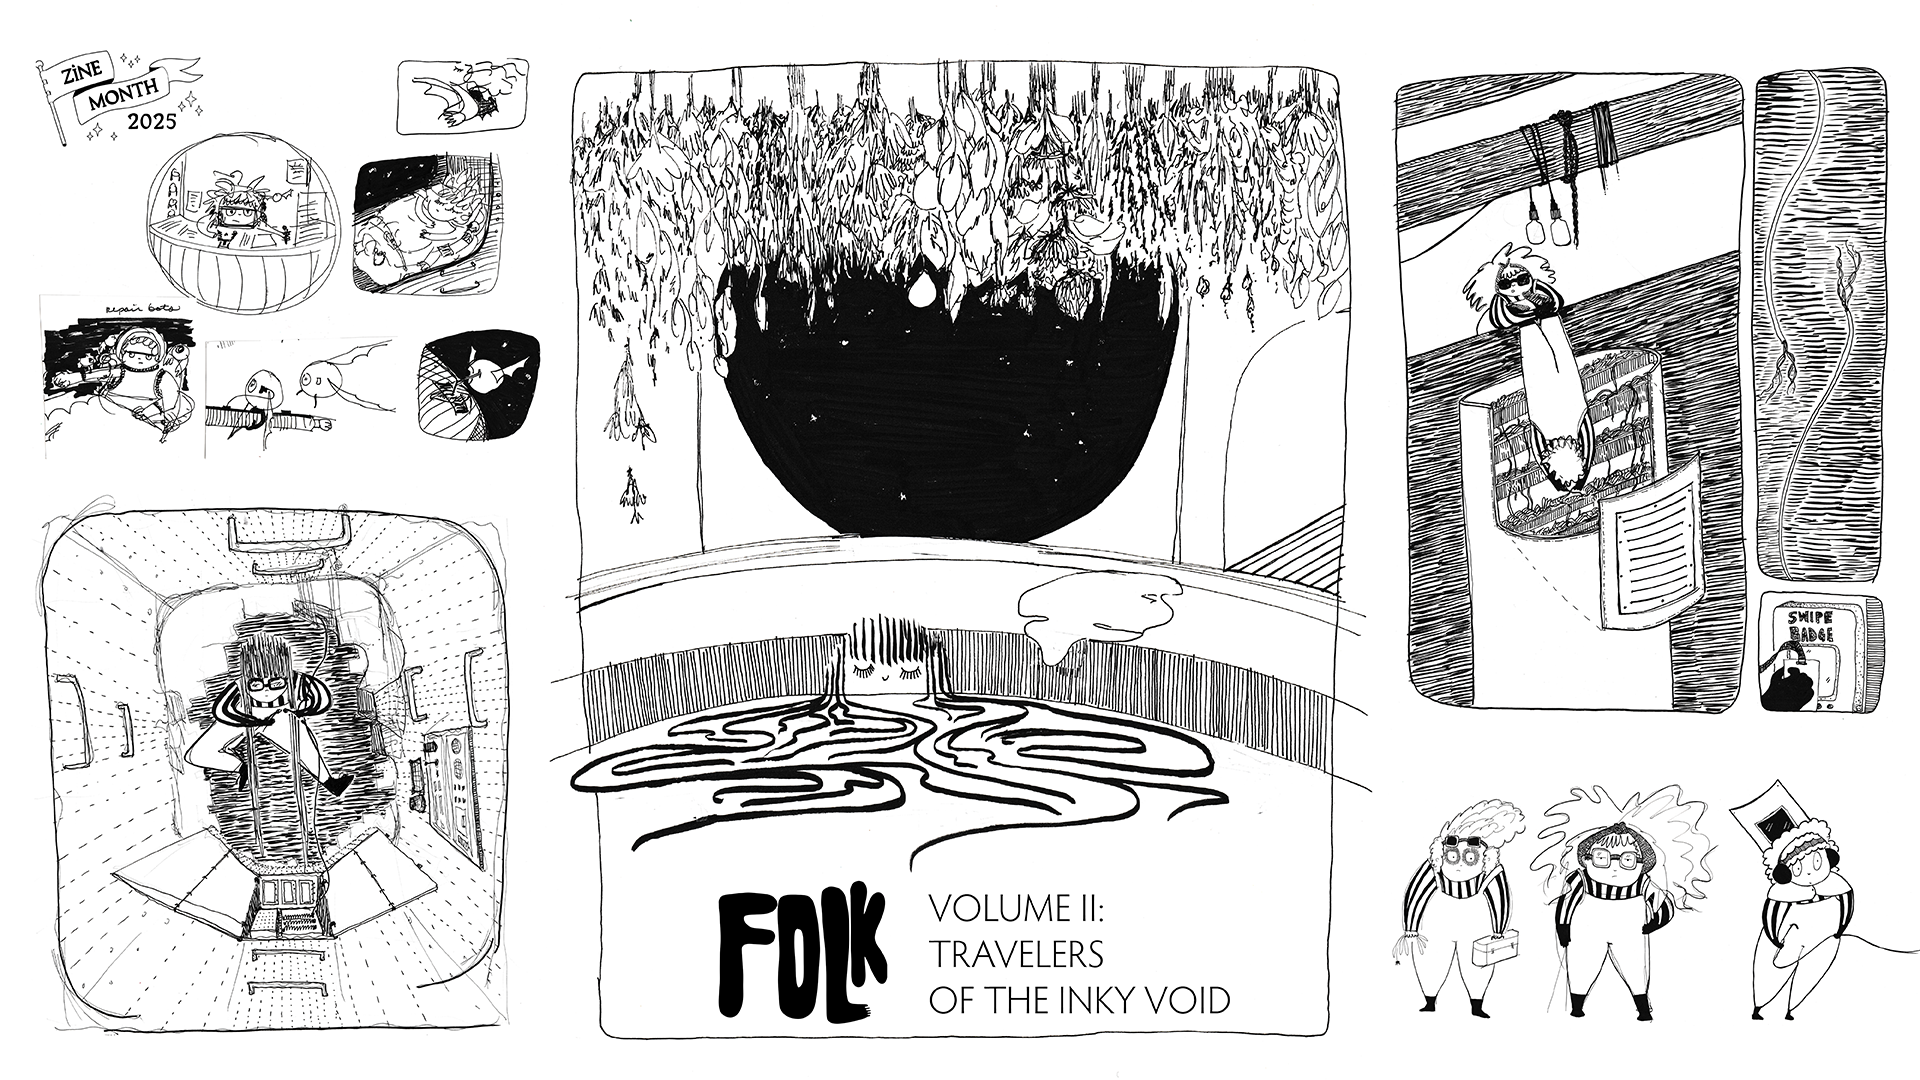 ZiNE
MONTH
2025
repair bots
SWIPE
BADGE
FOLK
VOLUME II:
TRAVELERS
OF THE INKY VOID